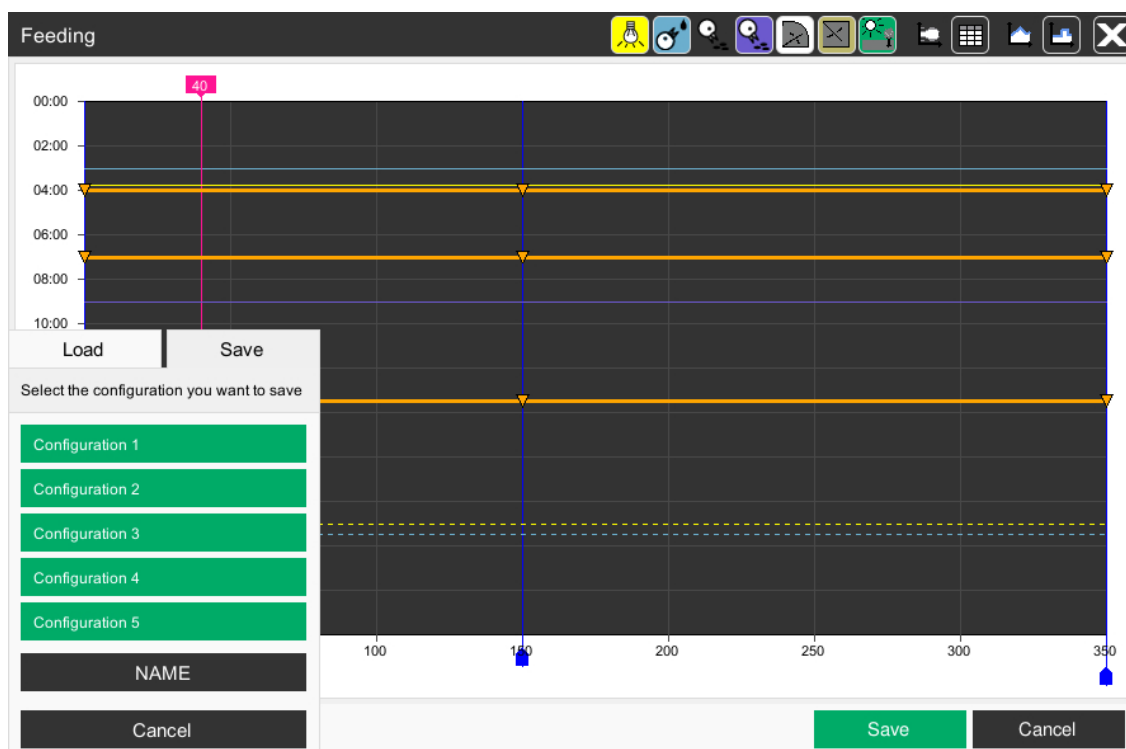 Feeding
40
00:00
02:00
04:00
06:00
08:00
10:00
Load Save
Select the configuration you want to save
Configuration 1
Configuration 2
Configuration 3
Configuration 4
Configuration 5
NAME
Cancel
100 150 200 250 300 350
Save Cancel